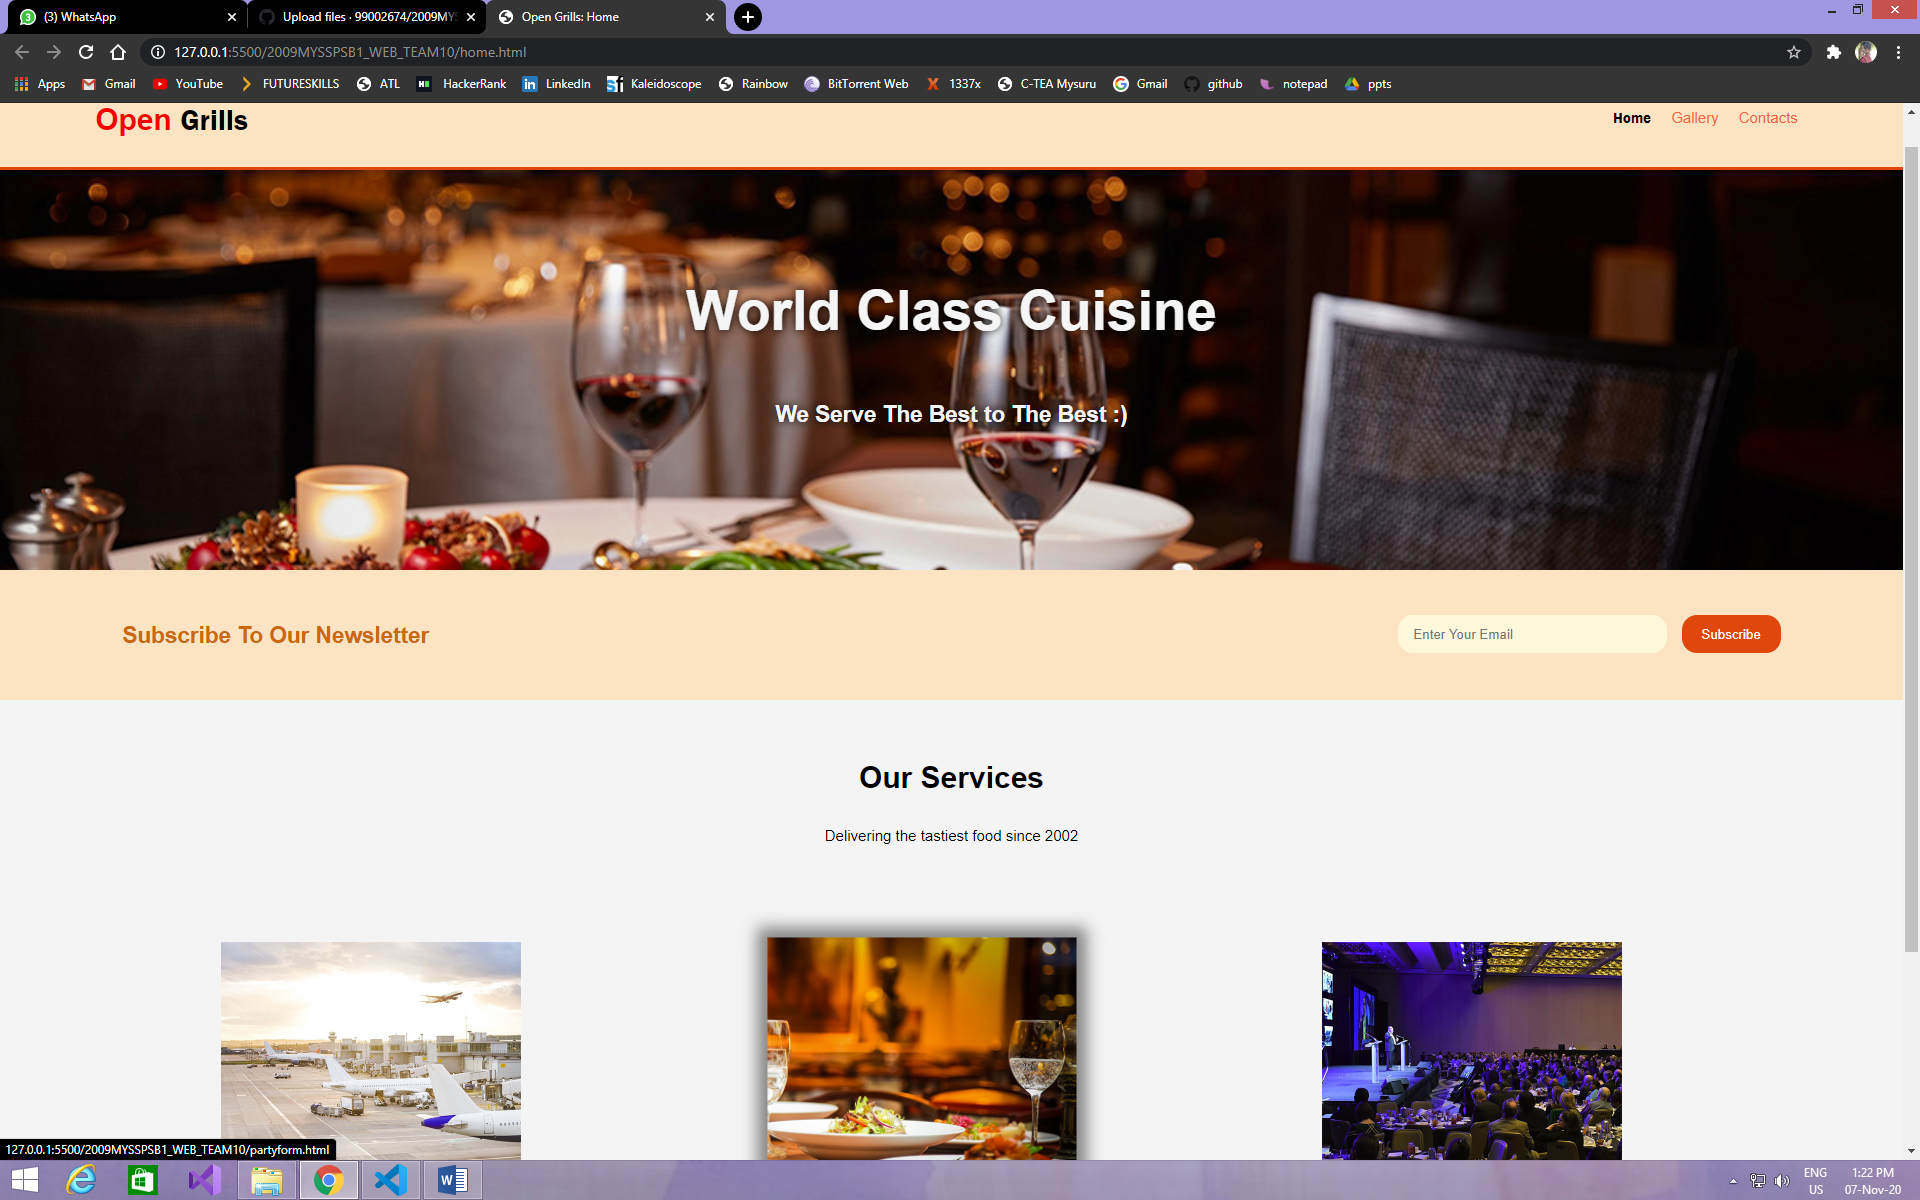 (3) WhatsApp
Upload files · 99002674/2009MYS
Open Grills: Home
127.0.0.1:5500/2009MYSSPSB1_WEB_TEAM10/home.html
Apps Gmail YouTube FUTURESKILLS ATL HackerRank LinkedIn Kaleidoscope Rainbow BitTorrent Web 1337x C-TEA Mysuru Gmail github notepad ppts
Open Grills
Home Gallery Contacts
World Class Cuisine
We Serve The Best to The Best :)
Subscribe To Our Newsletter
Enter Your Email
Subscribe
Our Services
Delivering the tastiest food since 2002
127.0.0.1:5500/2009MYSSPSB1_WEB_TEAM10/partyform.html
ENG 1:22 PM
US 07-Nov-20